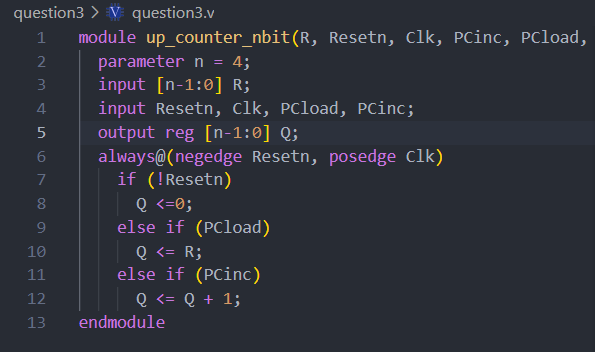 question3 > question3.v
1 module up_counter_nbit(R, Resetn, Clk, PCinc, PCload,
2 parameter n = 4;
3 input [n-1:0] R;
4 input Resetn, Clk, PCload, PCinc;
5 output reg [n-1:0] Q;
6 always@(negedge Resetn, posedge Clk)
7 if (!Resetn)
8 Q <=0;
9 else if (PCload)
10 Q <= R;
11 else if (PCinc)
12 Q <= Q + 1;
13 endmodule